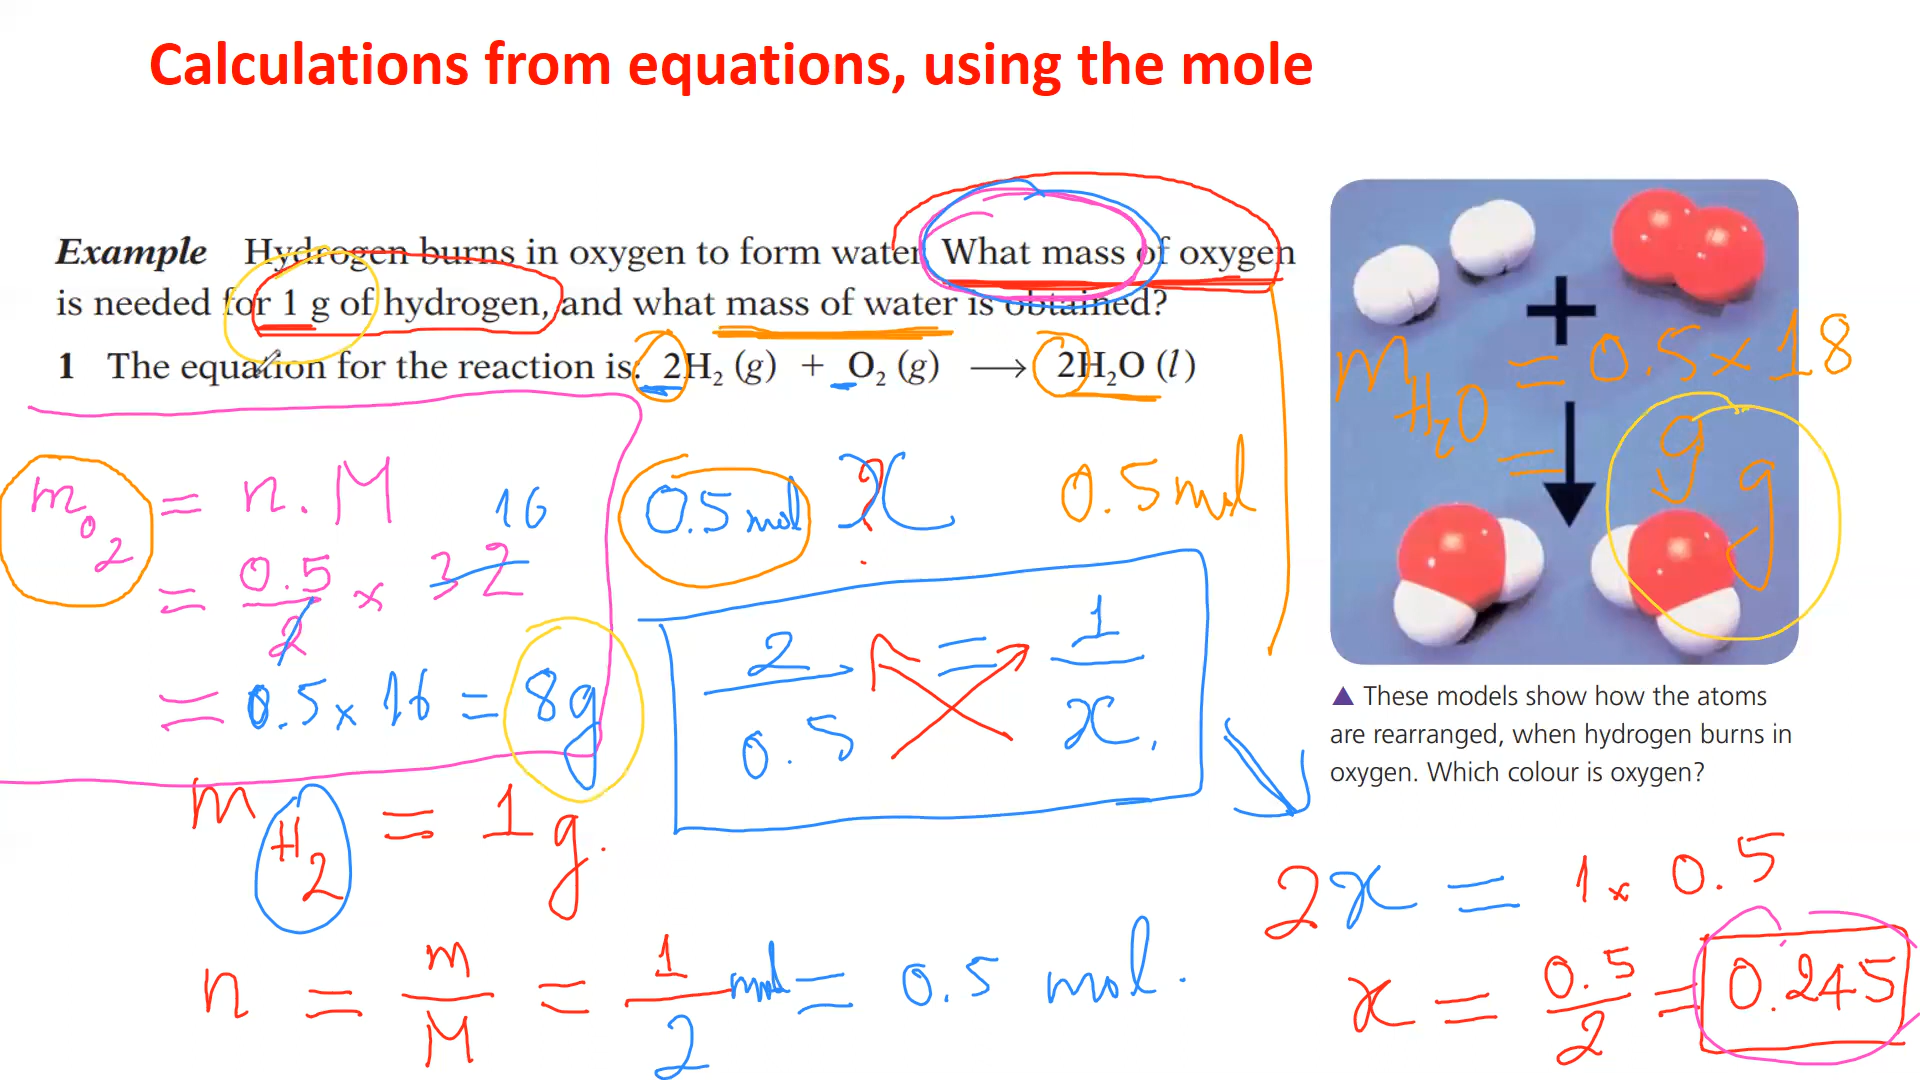 Calculations from equations, using the mole
Example Hydrogen burns in oxygen to form water What mass of oxygen
is needed for 1 g of hydrogen, and what mass of water is obtained?
1 The equation for the reaction is: 2H₂ (g) + O₂ (g) → 2H₂O (l)
m H₂O = 0.5 × 18
= 9 g
m O₂ = n . M
= 0.5/2 × 32 16
= 0.5 × 16 = 8g
0.5 mol x 0.5 mol
2/0.5 = 1/x
▲ These models show how the atoms
are rearranged, when hydrogen burns in
oxygen. Which colour is oxygen?
m H₂ = 1 g.
n = m/M = 1/2 mol = 0.5 mol.
2x = 1 × 0.5
x = 0.5/2 = 0.245